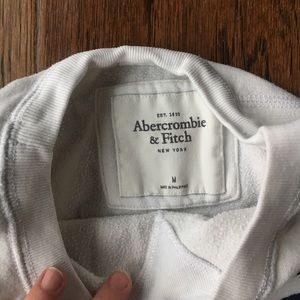 EST. 1892
Abercrombie
& Fitch
NEW YORK
M